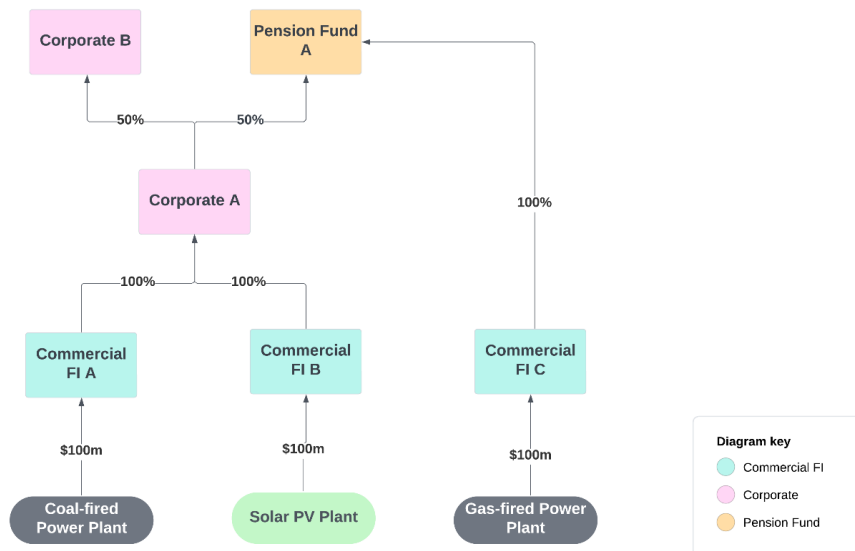 Corporate B
Pension Fund
A
50%
50%
100%
Corporate A
100%
100%
Commercial
FI A
Commercial
FI B
Commercial
FI C
$100m
$100m
$100m
Coal-fired
Power Plant
Solar PV Plant
Gas-fired Power
Plant
Diagram key
Commercial FI
Corporate
Pension Fund